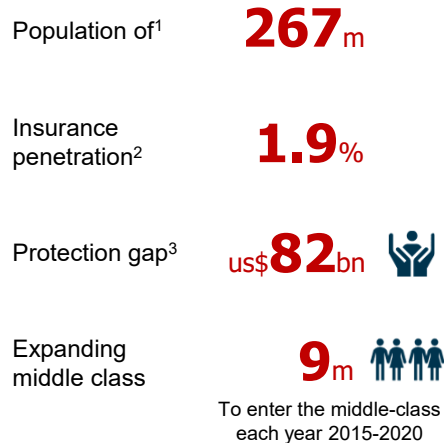 Population of¹ 267m
Insurance
penetration² 1.9%
Protection gap³ us$82bn
Expanding
middle class 9m
To enter the middle-class
each year 2015-2020